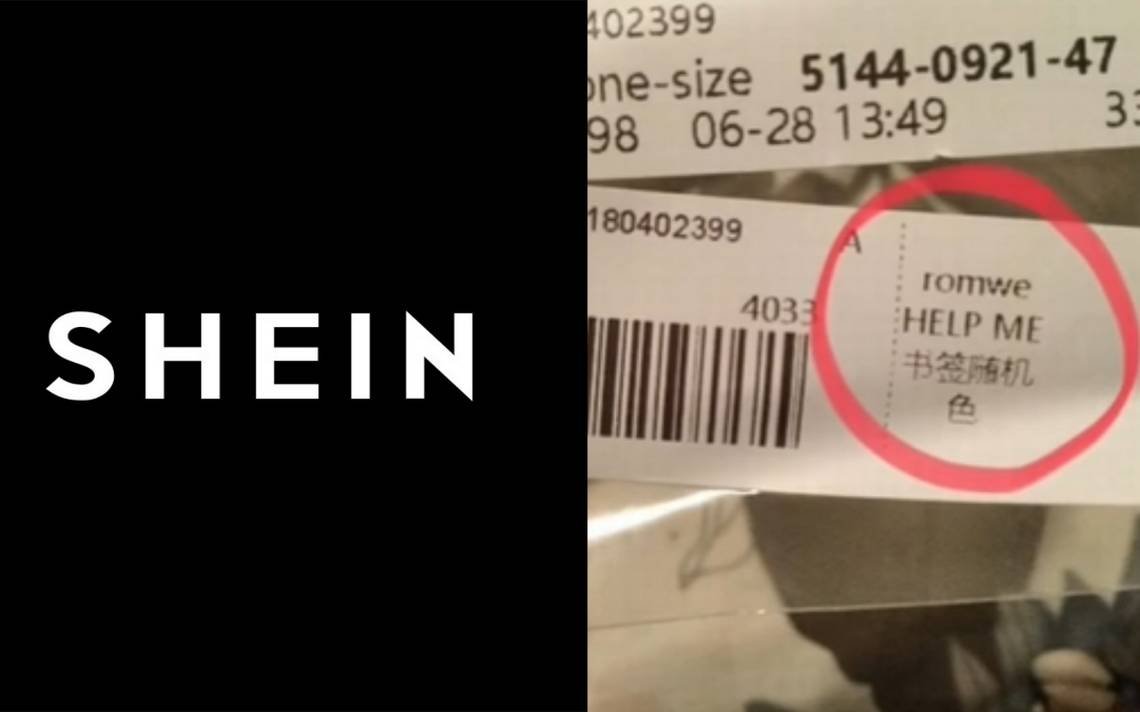 SHEIN
402399
one-size 5144-0921-47
98 06-28 13:49 33
180402399 A
4033
romwe
HELP ME
书签随机
色